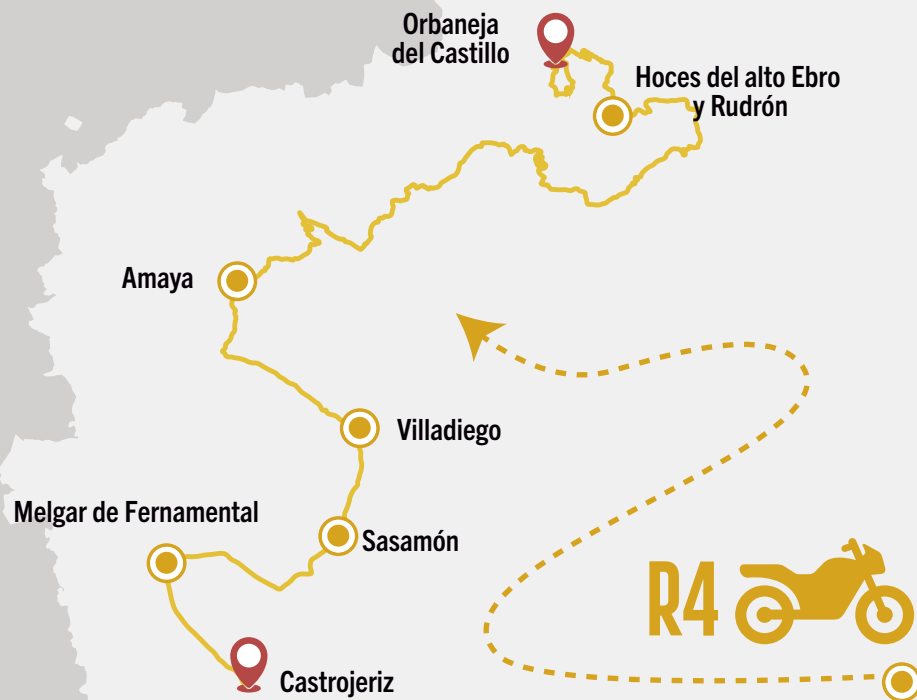 Orbaneja
del Castillo
Hoces del alto Ebro
y Rudrón
Amaya
Villadiego
Melgar de Fernamental
Sasamón
R4
Castrojeriz